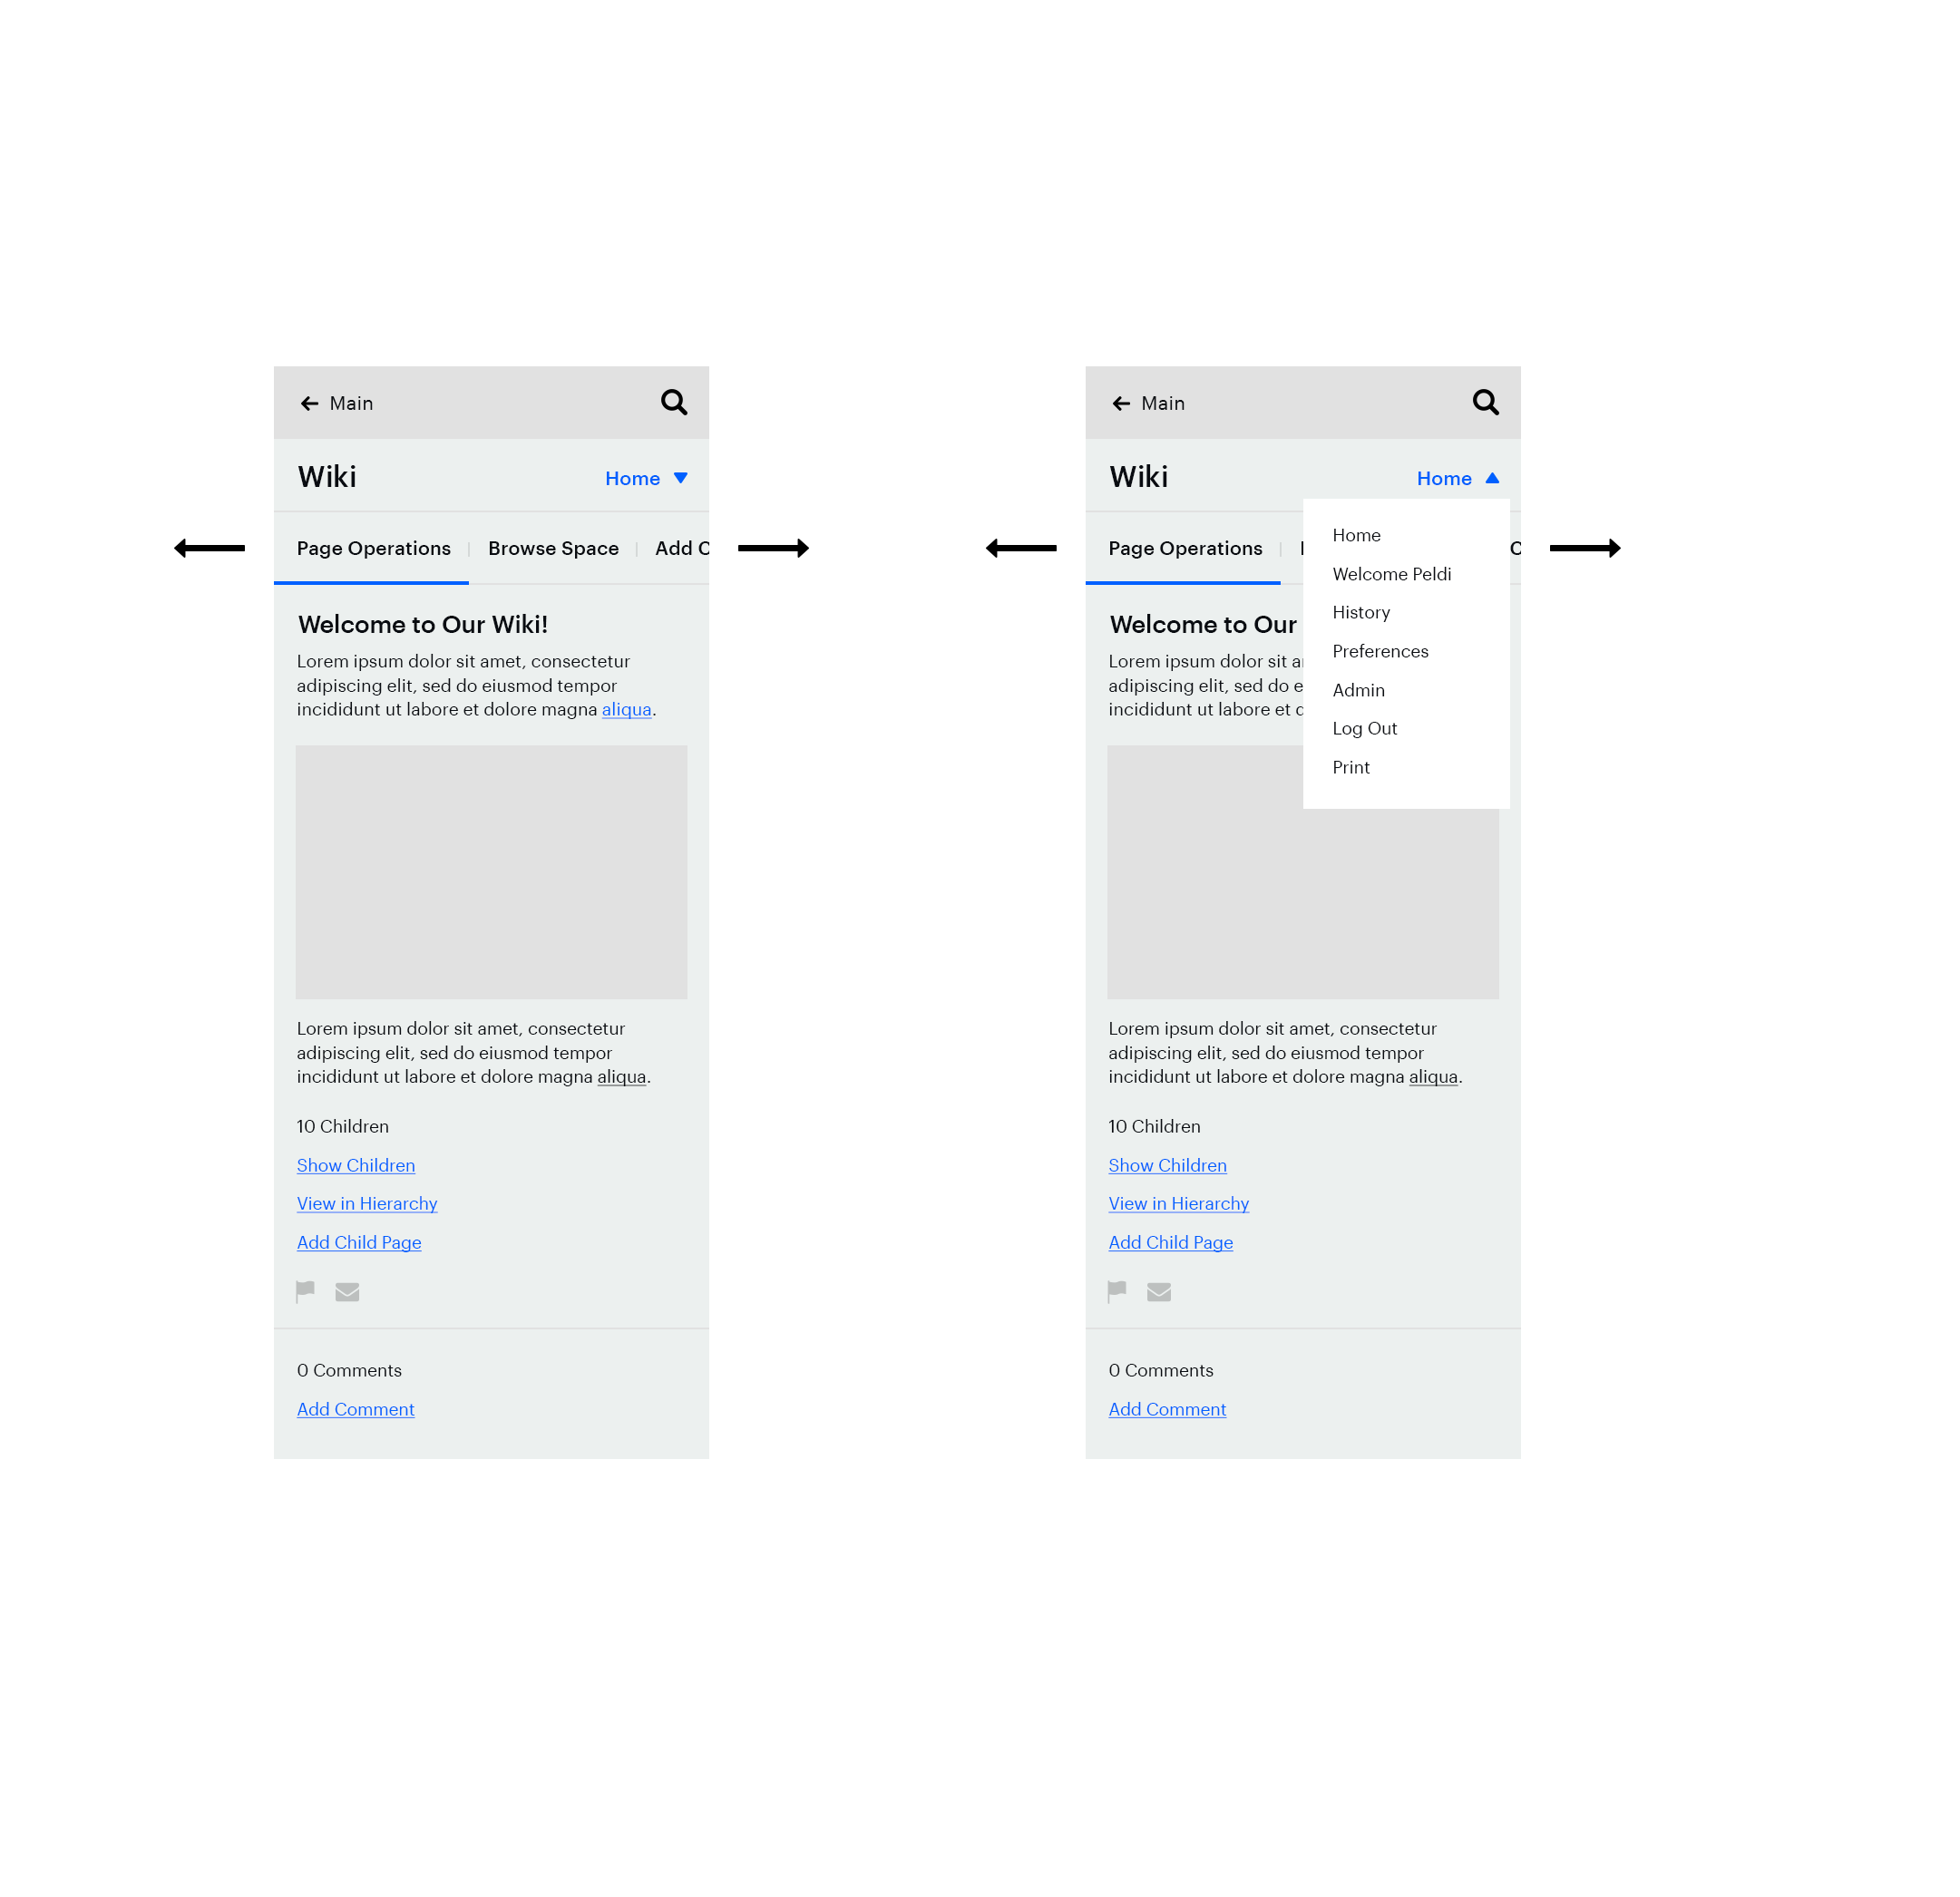 Main
Wiki
Home
Page Operations | Browse Space | Add C
Welcome to Our Wiki!
Lorem ipsum dolor sit amet, consectetur
adipiscing elit, sed do eiusmod tempor
incididunt ut labore et dolore magna aliqua.
Lorem ipsum dolor sit amet, consectetur
adipiscing elit, sed do eiusmod tempor
incididunt ut labore et dolore magna aliqua.
10 Children
Show Children
View in Hierarchy
Add Child Page
0 Comments
Add Comment
Main
Wiki
Home
Page Operations |
C
Home
Welcome Peldi
History
Preferences
Admin
Log Out
Print
Welcome to Our
Lorem ipsum dolor sit
adipiscing elit, sed do
incididunt ut labore et
Lorem ipsum dolor sit amet, consectetur
adipiscing elit, sed do eiusmod tempor
incididunt ut labore et dolore magna aliqua.
10 Children
Show Children
View in Hierarchy
Add Child Page
0 Comments
Add Comment